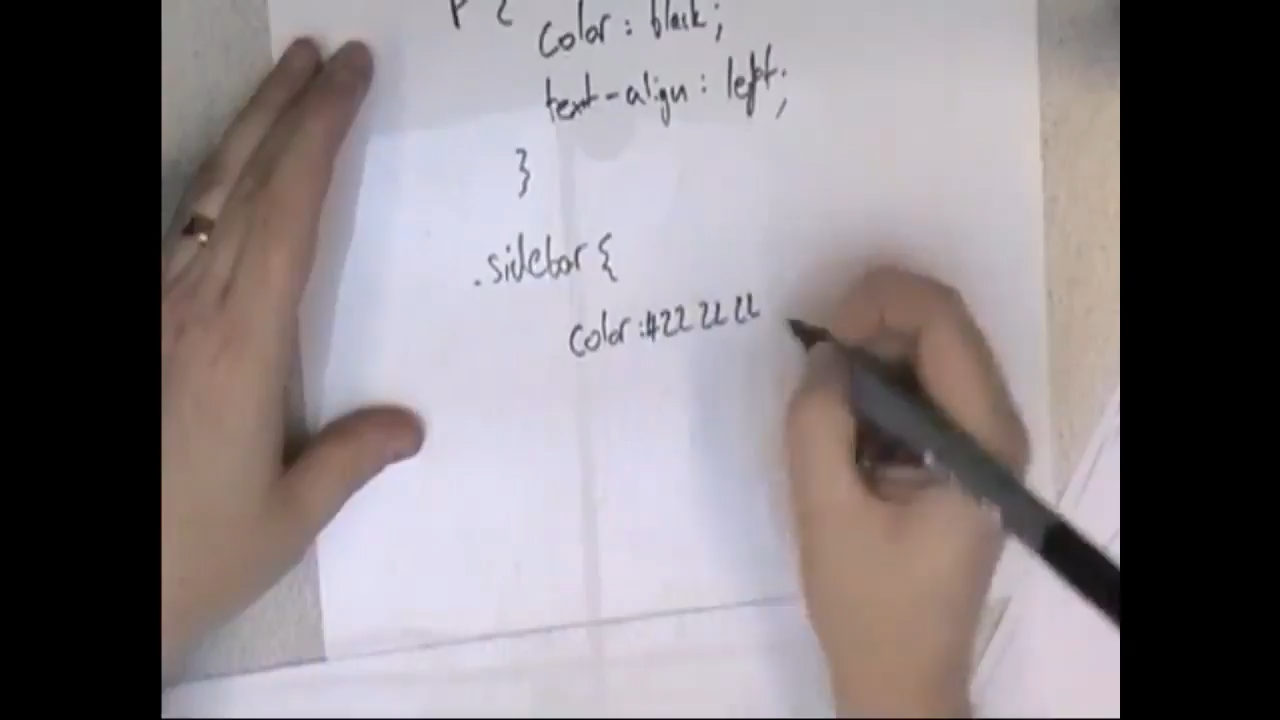 p {
color : black;
text-align : left;
}
.sidebar {
color :#222222